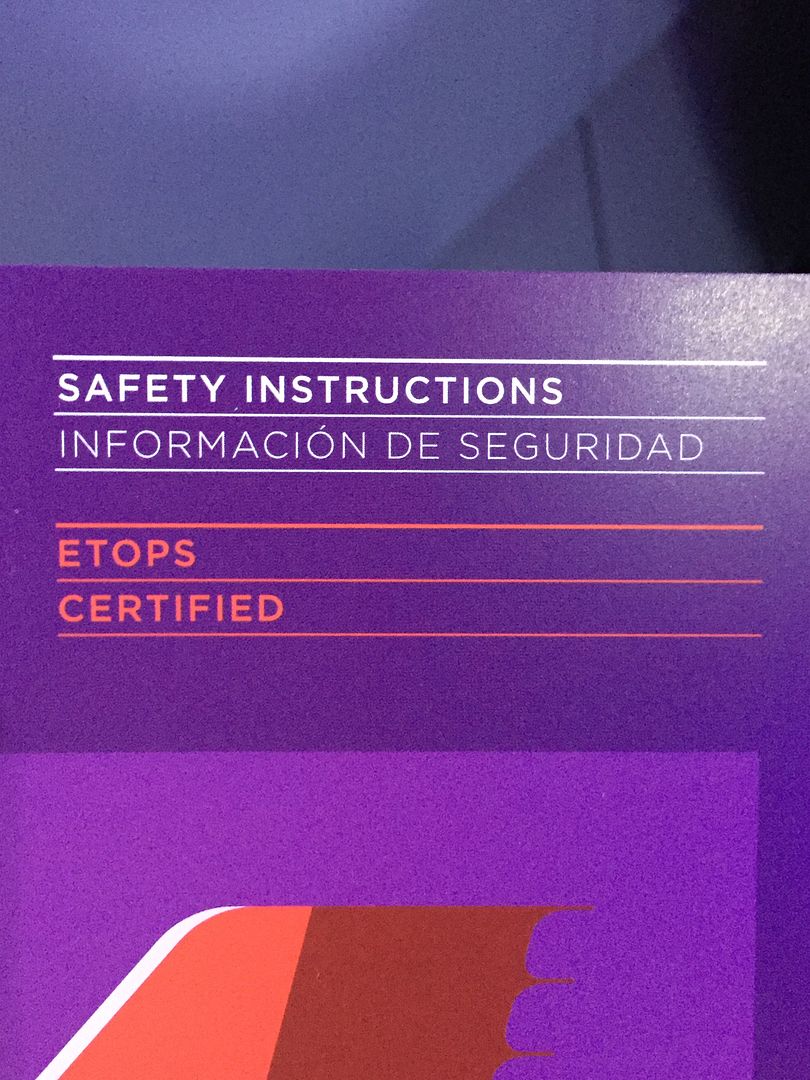 SAFETY INSTRUCTIONS
INFORMACIÓN DE SEGURIDAD
ETOPS
CERTIFIED